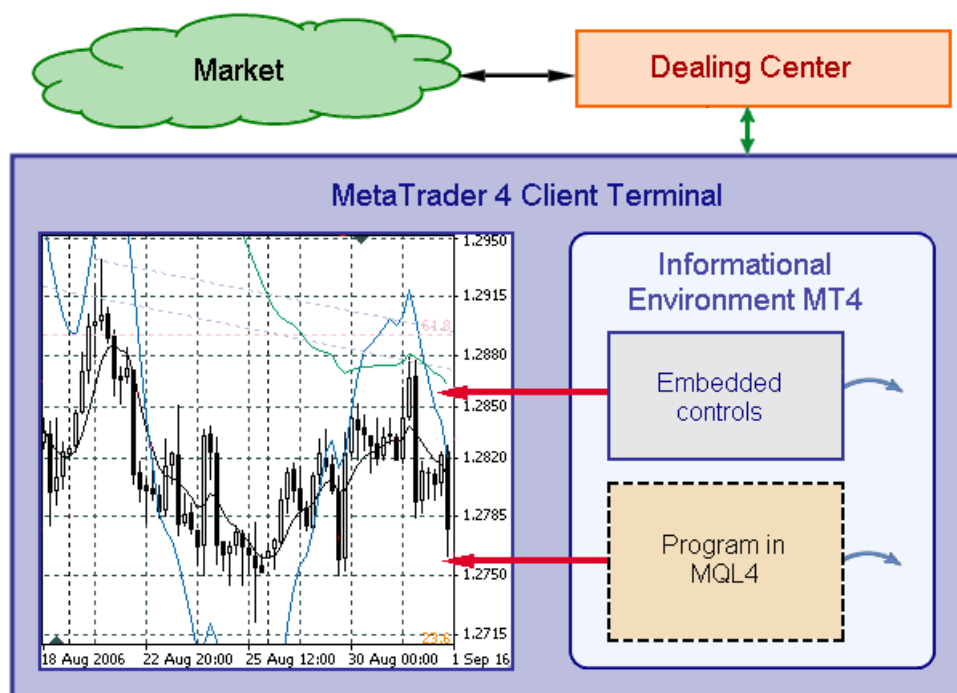 Market
Dealing Center
MetaTrader 4 Client Terminal
1.2950
1.2915
61.8
1.2880
1.2850
1.2820
1.2785
1.2750
1.2715
23.6
18 Aug 2006 22 Aug 20:00 25 Aug 12:00 30 Aug 00:00 1 Sep 16
Informational
Environment MT4
Embedded
controls
Program in
MQL4